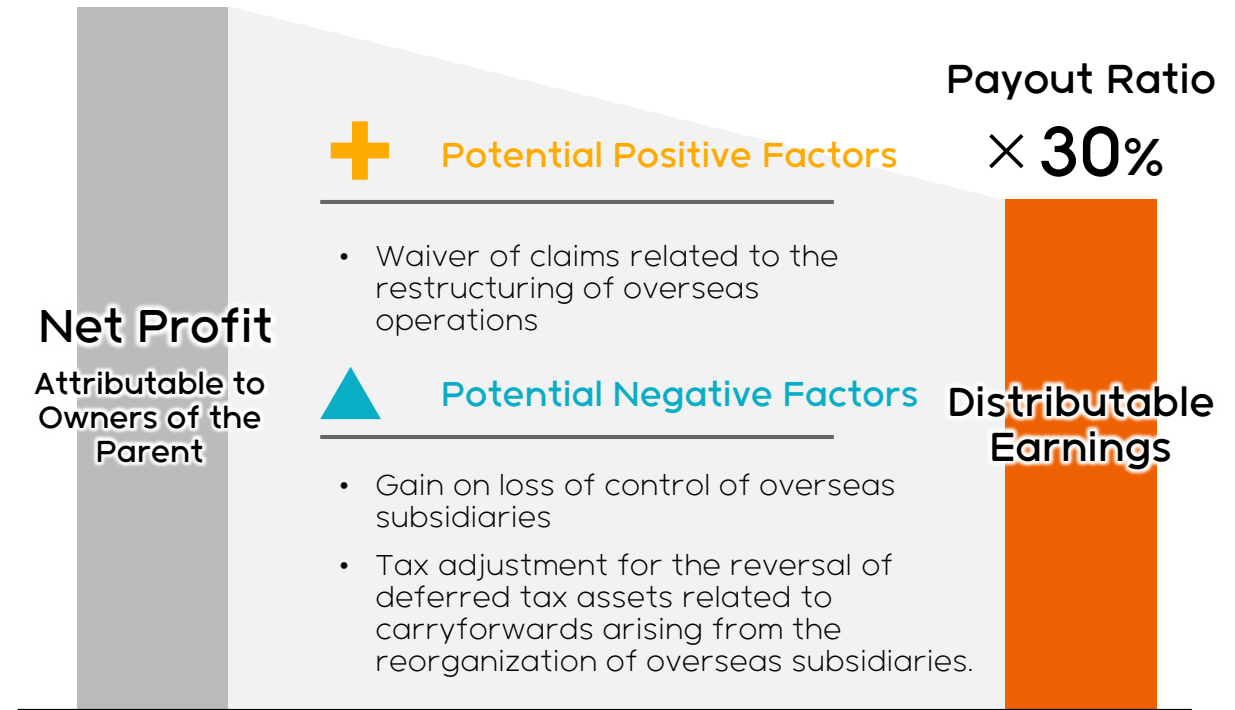 Payout Ratio
× 30%
Potential Positive Factors
• Waiver of claims related to the
restructuring of overseas
operations
Net Profit
Attributable to
Owners of the
Parent
Potential Negative Factors
• Gain on loss of control of overseas
subsidiaries
• Tax adjustment for the reversal of
deferred tax assets related to
carryforwards arising from the
reorganization of overseas subsidiaries.
Distributable
Earnings